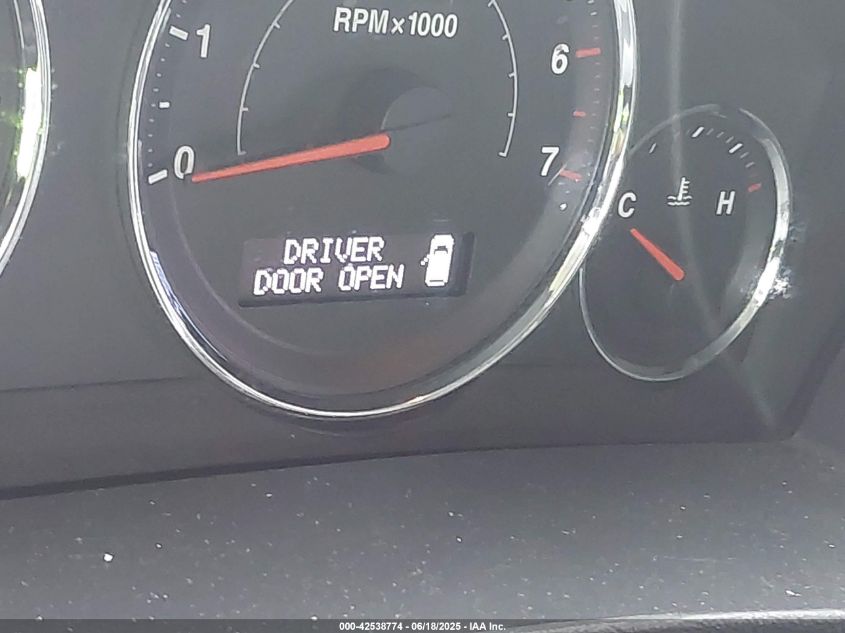 RPM×1000
1
6
0
7
C
H
DRIVER
DOOR OPEN
000-42538774 - 06/18/2025 - IAA Inc.